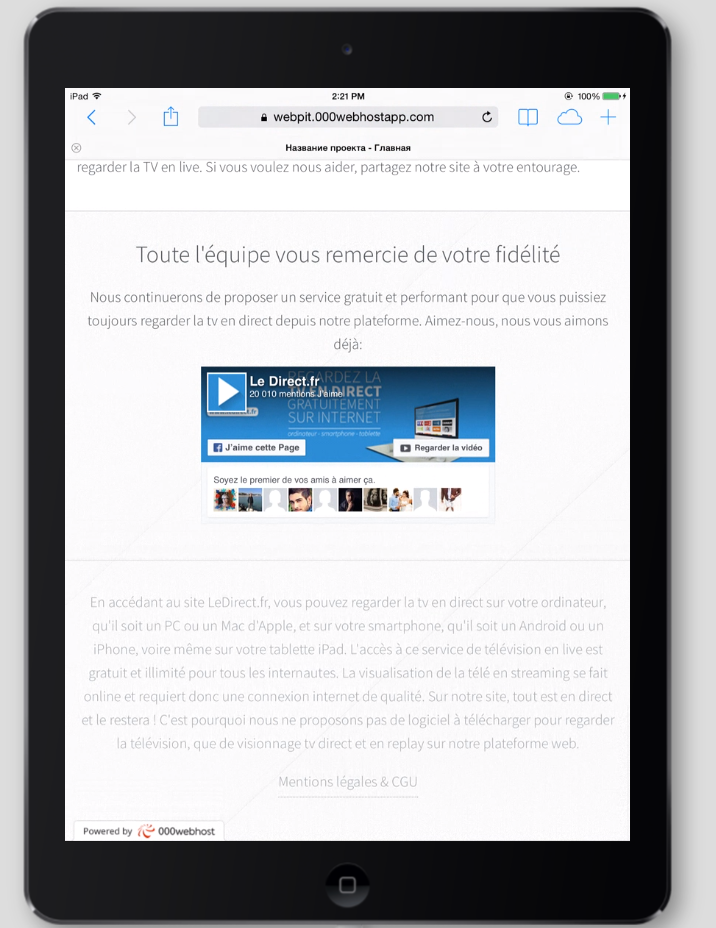 iPad
2:21 PM
100%
webpit.000webhostapp.com
Название проекта - Главная
regarder la TV en live. Si vous voulez nous aider, partagez notre site à votre entourage.
Toute l'équipe vous remercie de votre fidélité
Nous continuerons de proposer un service gratuit et performant pour que vous puissiez
toujours regarder la tv en direct depuis notre plateforme. Aimez-nous, nous vous aimons
déjà:
REGARDEZ LA
Le Direct.fr
TV EN DIRECT
20 010 mentions J'aime
GRATUITEMENT
SUR INTERNET
ordinateur - smartphone - tablette
J'aime cette Page
Regarder la vidéo
Soyez le premier de vos amis à aimer ça.
En accédant au site LeDirect.fr, vous pouvez regarder la tv en direct sur votre ordinateur,
qu'il soit un PC ou un Mac d'Apple, et sur votre smartphone, qu'il soit un Android ou un
iPhone, voire même sur votre tablette iPad. L'accès à ce service de télévision en live est
gratuit et illimité pour tous les internautes. La visualisation de la télé en streaming se fait
online et requiert donc une connexion internet de qualité. Sur notre site, tout est en direct
et le restera ! C'est pourquoi nous ne proposons pas de logiciel à télécharger pour regarder
la télévision, que de visionnage tv direct et en replay sur notre plateforme web.
Mentions légales & CGU
Powered by 000webhost